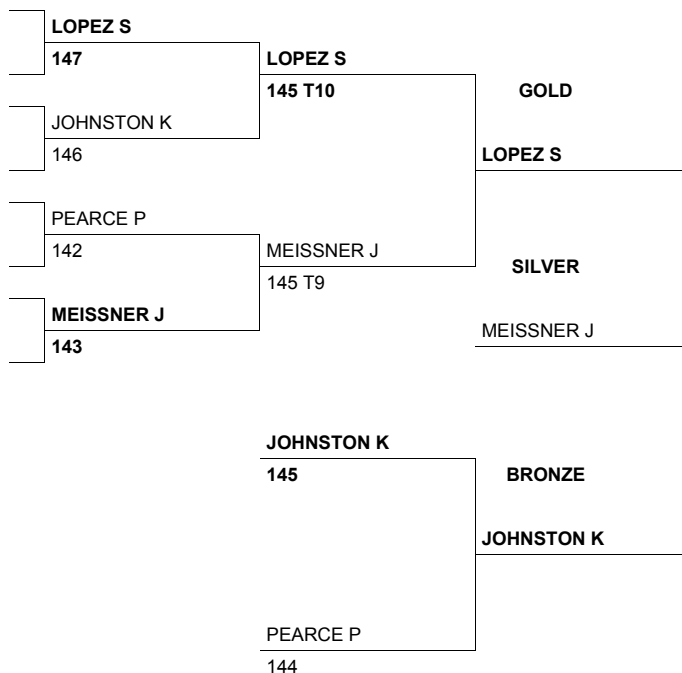 LOPEZ S
147
LOPEZ S
145 T10
GOLD
JOHNSTON K
146
LOPEZ S
PEARCE P
142
MEISSNER J
145 T9
SILVER
MEISSNER J
143
MEISSNER J
JOHNSTON K
145
BRONZE
JOHNSTON K
PEARCE P
144